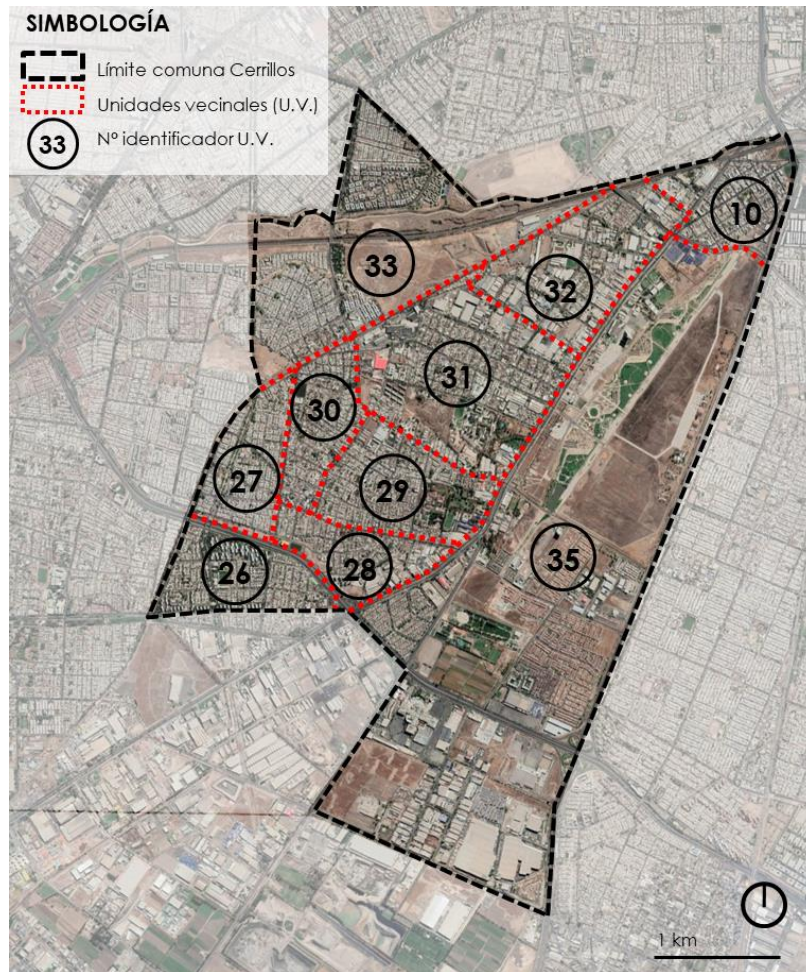 SIMBOLOGÍA
Límite comuna Cerrillos
Unidades vecinales (U.V.)
33 Nº identificador U.V.
10
33
32
31
30
27
29
26
28
35
1 km